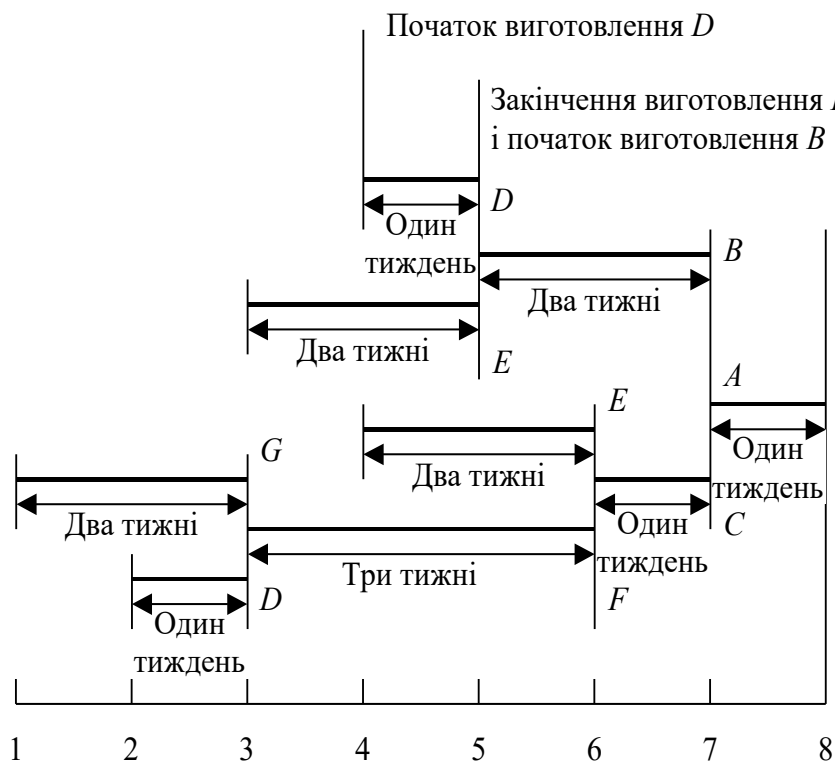 Початок виготовлення D
Закінчення виготовлення
і початок виготовлення B
D
Один
тиждень
B
Два тижні
Два тижні
E
A
E
Один
тиждень
G
Два тижні
Два тижні
Один
тиждень
C
Три тижні
F
D
Один
тиждень
1 2 3 4 5 6 7 8